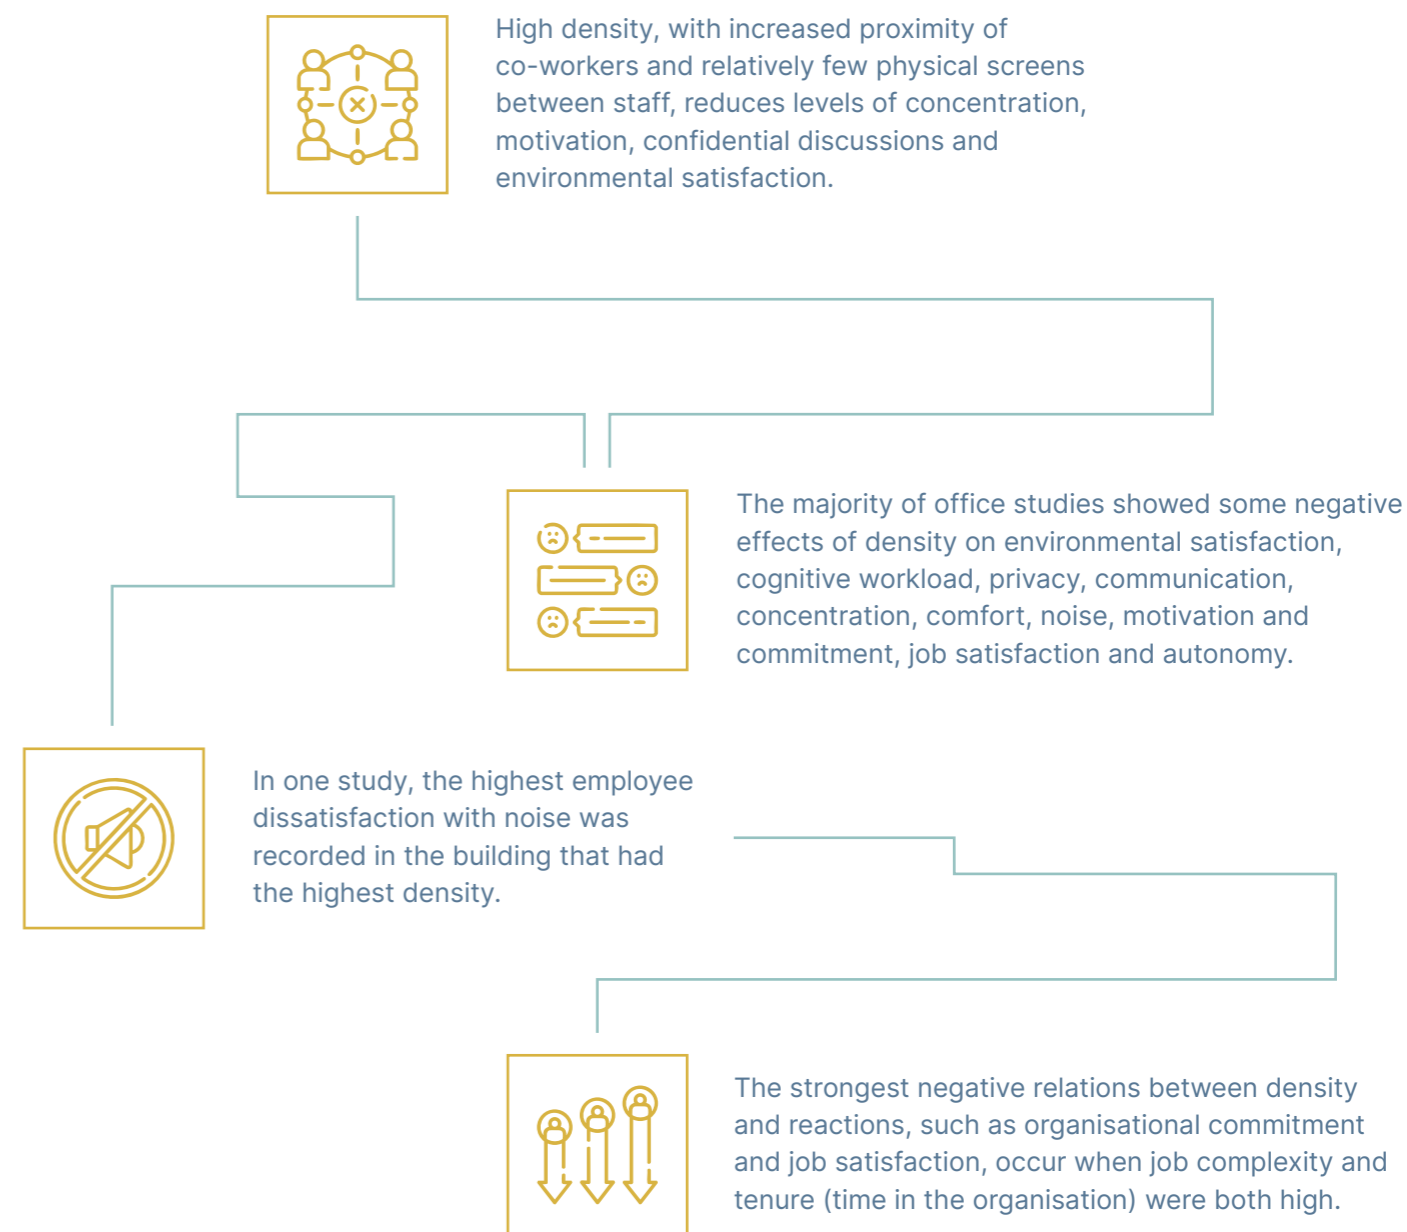 High density, with increased proximity of
co-workers and relatively few physical screens
between staff, reduces levels of concentration,
motivation, confidential discussions and
environmental satisfaction.
The majority of office studies showed some negative
effects of density on environmental satisfaction,
cognitive workload, privacy, communication,
concentration, comfort, noise, motivation and
commitment, job satisfaction and autonomy.
In one study, the highest employee
dissatisfaction with noise was
recorded in the building that had
the highest density.
The strongest negative relations between density
and reactions, such as organisational commitment
and job satisfaction, occur when job complexity and
tenure (time in the organisation) were both high.